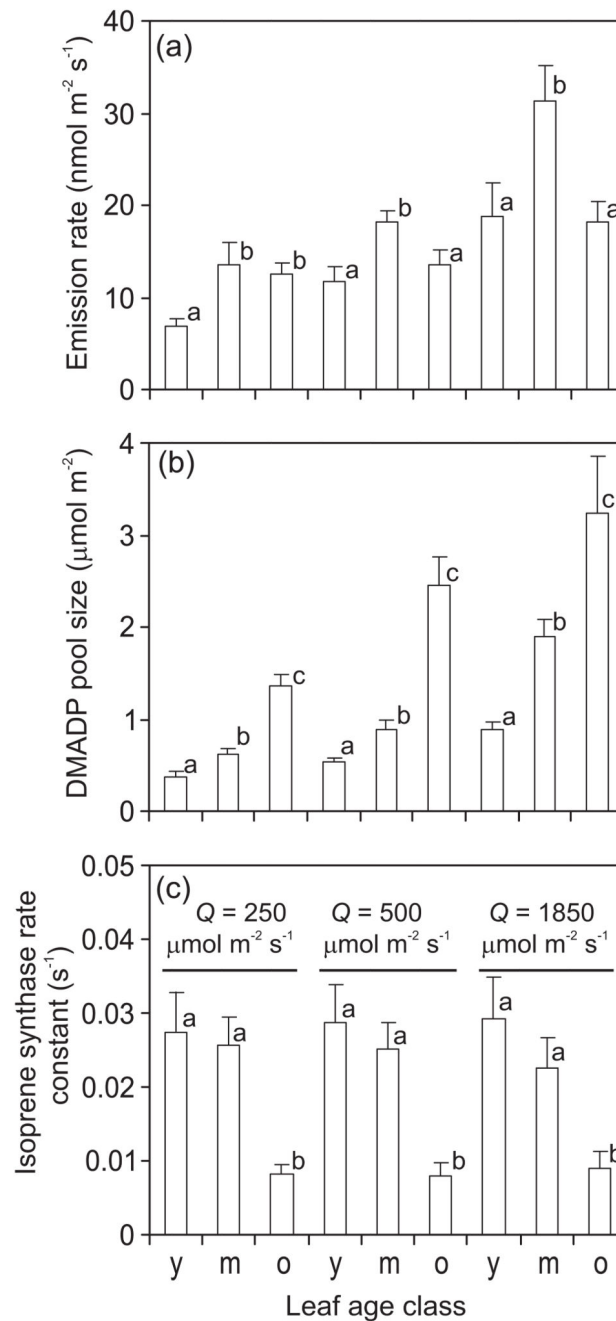 (a)
Emission rate (nmol m⁻² s⁻¹)
40
30
20
10
0
a
b
b
a
b
a
a
b
a
(b)
DMADP pool size (μmol m⁻²)
4
3
2
1
0
a
b
c
a
b
c
a
b
c
(c)
Isoprene synthase rate
constant (s⁻¹)
0.05
0.04
0.03
0.02
0.01
0
Q = 250
μmol m⁻² s⁻¹
Q = 500
μmol m⁻² s⁻¹
Q = 1850
μmol m⁻² s⁻¹
a
a
b
a
a
b
a
a
b
y m o y m o y m o
Leaf age class